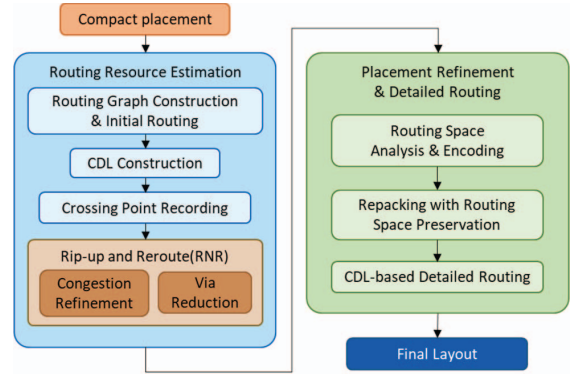 Compact placement
Routing Resource Estimation
Routing Graph Construction
& Initial Routing
CDL Construction
Crossing Point Recording
Rip-up and Reroute(RNR)
Congestion
Refinement
Via
Reduction
Placement Refinement
& Detailed Routing
Routing Space
Analysis & Encoding
Repacking with Routing
Space Preservation
CDL-based Detailed Routing
Final Layout